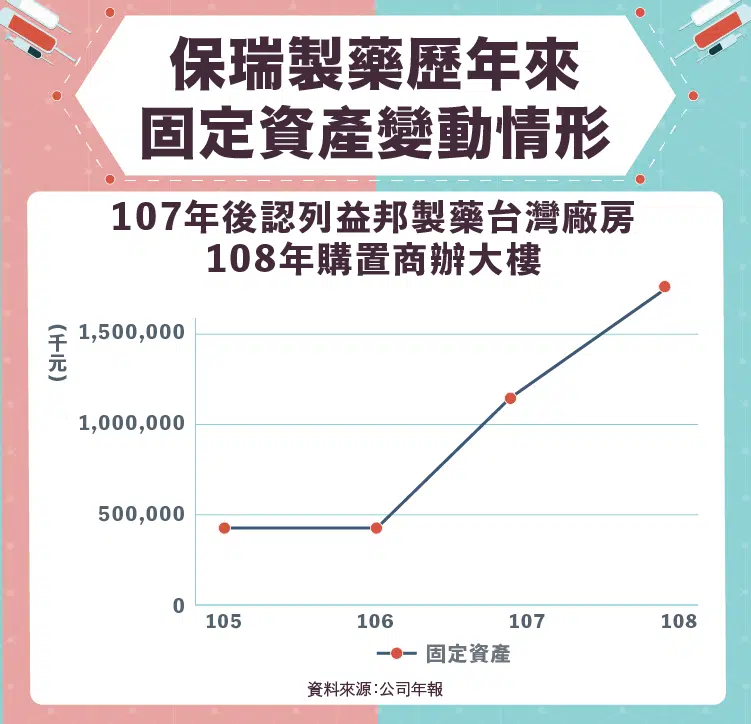 保瑞製藥歷年來
固定資產變動情形
107年後認列益邦製藥台灣廠房
108年購置商辦大樓
(千元)
1,500,000
1,000,000
500,000
0
105 106 107 108
固定資產
資料來源:公司年報